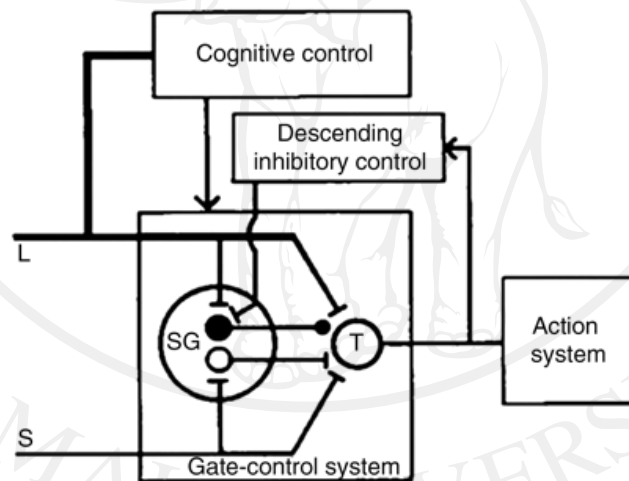 Cognitive control
Descending
inhibitory control
L
SG
T
Action
system
S
Gate-control system